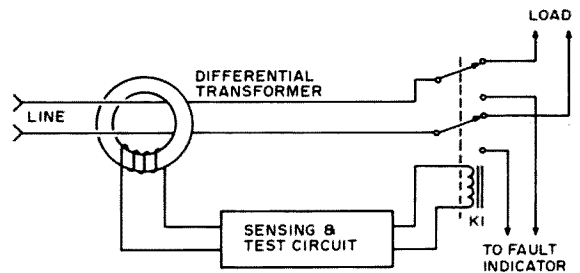 LOAD
DIFFERENTIAL
TRANSFORMER
LINE
K1
SENSING &
TEST CIRCUIT
TO FAULT
INDICATOR